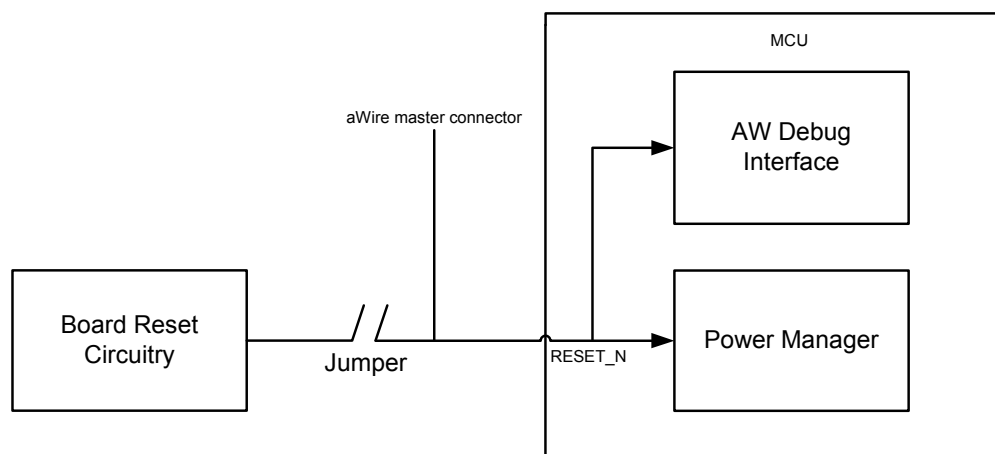 MCU
aWire master connector
AW Debug
Interface
Board Reset
Circuitry
Jumper
RESET_N
Power Manager